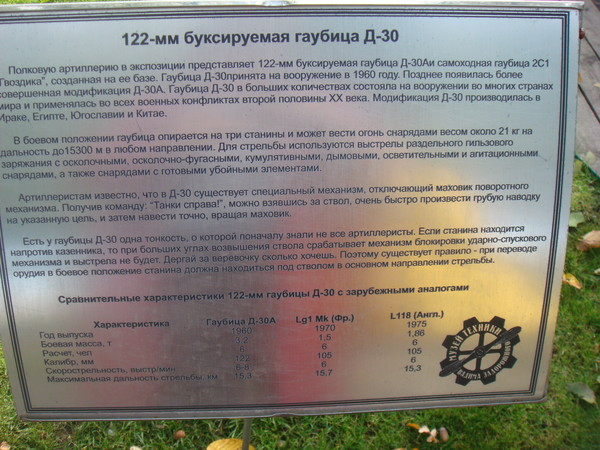 122-мм буксируемая гаубица Д-30
Полковую артиллерию в экспозиции представляет 122-мм буксируемая гаубица Д-30Аи самоходная гаубица 2С1
"Гвоздика", созданная на ее базе. Гаубица Д-30принята на вооружение в 1960 году. Позднее появилась более
совершенная модификация Д-30А. Гаубица Д-30 в больших количествах состояла на вооружении во многих странах
мира и применялась во всех военных конфликтах второй половины XX века. Модификация Д-30 производилась в
Ираке, Египте, Югославии и Китае.
В боевом положении гаубица опирается на три станины и может вести огонь снарядами весом около 21 кг на
дальность до15300 м в любом направлении. Для стрельбы используются выстрелы раздельного гильзового
заряжания с осколочными, осколочно-фугасными, кумулятивными, дымовыми, осветительными и агитационными
снарядами, а также снарядами с готовыми убойными элементами.
Артиллеристам известно, что в Д-30 существует специальный механизм, отключающий маховик поворотного
механизма. Получив команду: "Танки справа!", можно взявшись за ствол, очень быстро произвести грубую наводку
на указанную цель, и затем навести точно, вращая маховик.
Есть у гаубицы Д-30 одна тонкость, о которой поначалу знали не все артиллеристы. Если станина находится
напротив казенника, то при больших углах возвышения ствола срабатывает механизм блокировки ударно-спускового
механизма и выстрела не будет. Дергай за веревочку сколько хочешь. Поэтому существует правило - при переводе
орудия в боевое положение станина должна находиться под стволом в основном направлении стрельбы.
Сравнительные характеристики 122-мм гаубицы Д-30 с зарубежными аналогами
Характеристика Гаубица Д-30А Lg1 Mk (Фр.) L118 (Англ.)
Год выпуска 1960 1970 1975
Боевая масса, т 3,2 1,5 1,86
Расчет, чел 6 6 6
Калибр, мм 122 105 105
Скорострельность, выстр/мин 6-8 6 6
Максимальная дальность стрельбы, км 15,3 15,7 15,3
МУЗЕЙ ТЕХНИКИ
ВАДИМА ЗАДОРОЖНОГО